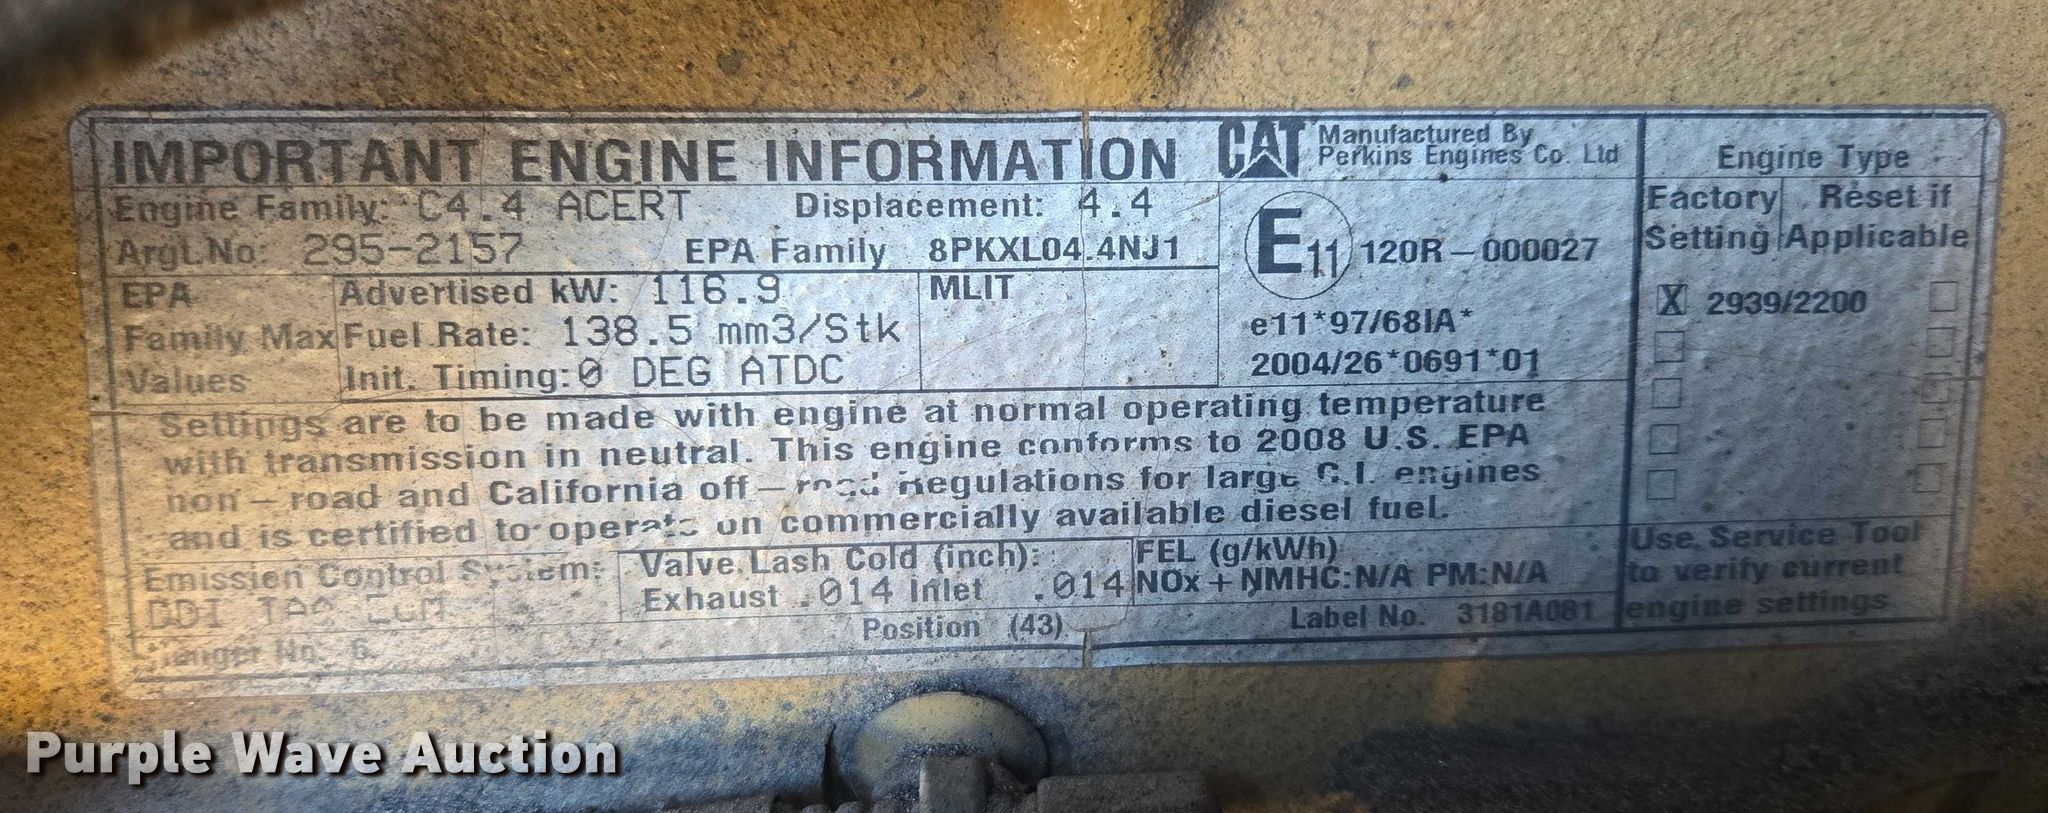 IMPORTANT ENGINE INFORMATION
CAT Manufactured By
Perkins Engines Co. Ltd
Engine Family: C4.4 ACERT Displacement: 4.4
Argt.No: 295-2157 EPA Family 8PKXL04.4NJ1
EPA
Family Max
Values
Advertised kW: 116.9
Fuel Rate: 138.5 mm3/Stk
Init. Timing: 0 DEG ATDC
MLIT
E11 120R-000027
e11*97/68IA*
2004/26*0691*01
Engine Type
Factory Setting
Reset if Applicable
X 2939/2200
Settings are to be made with engine at normal operating temperature
with transmission in neutral. This engine conforms to 2008 U.S. EPA
non-road and California off-road Regulations for large C.I. engines
and is certified to operate on commercially available diesel fuel.
Emission Control System:
DDI TAC ECM
No. 6
Valve Lash Cold (inch):
Exhaust .014 Inlet .014
FEL (g/kWh)
NOx + NMHC:N/A PM:N/A
Position (43)
Label No. 3181A081
Use Service Tool
to verify current
engine settings
Purple Wave Auction